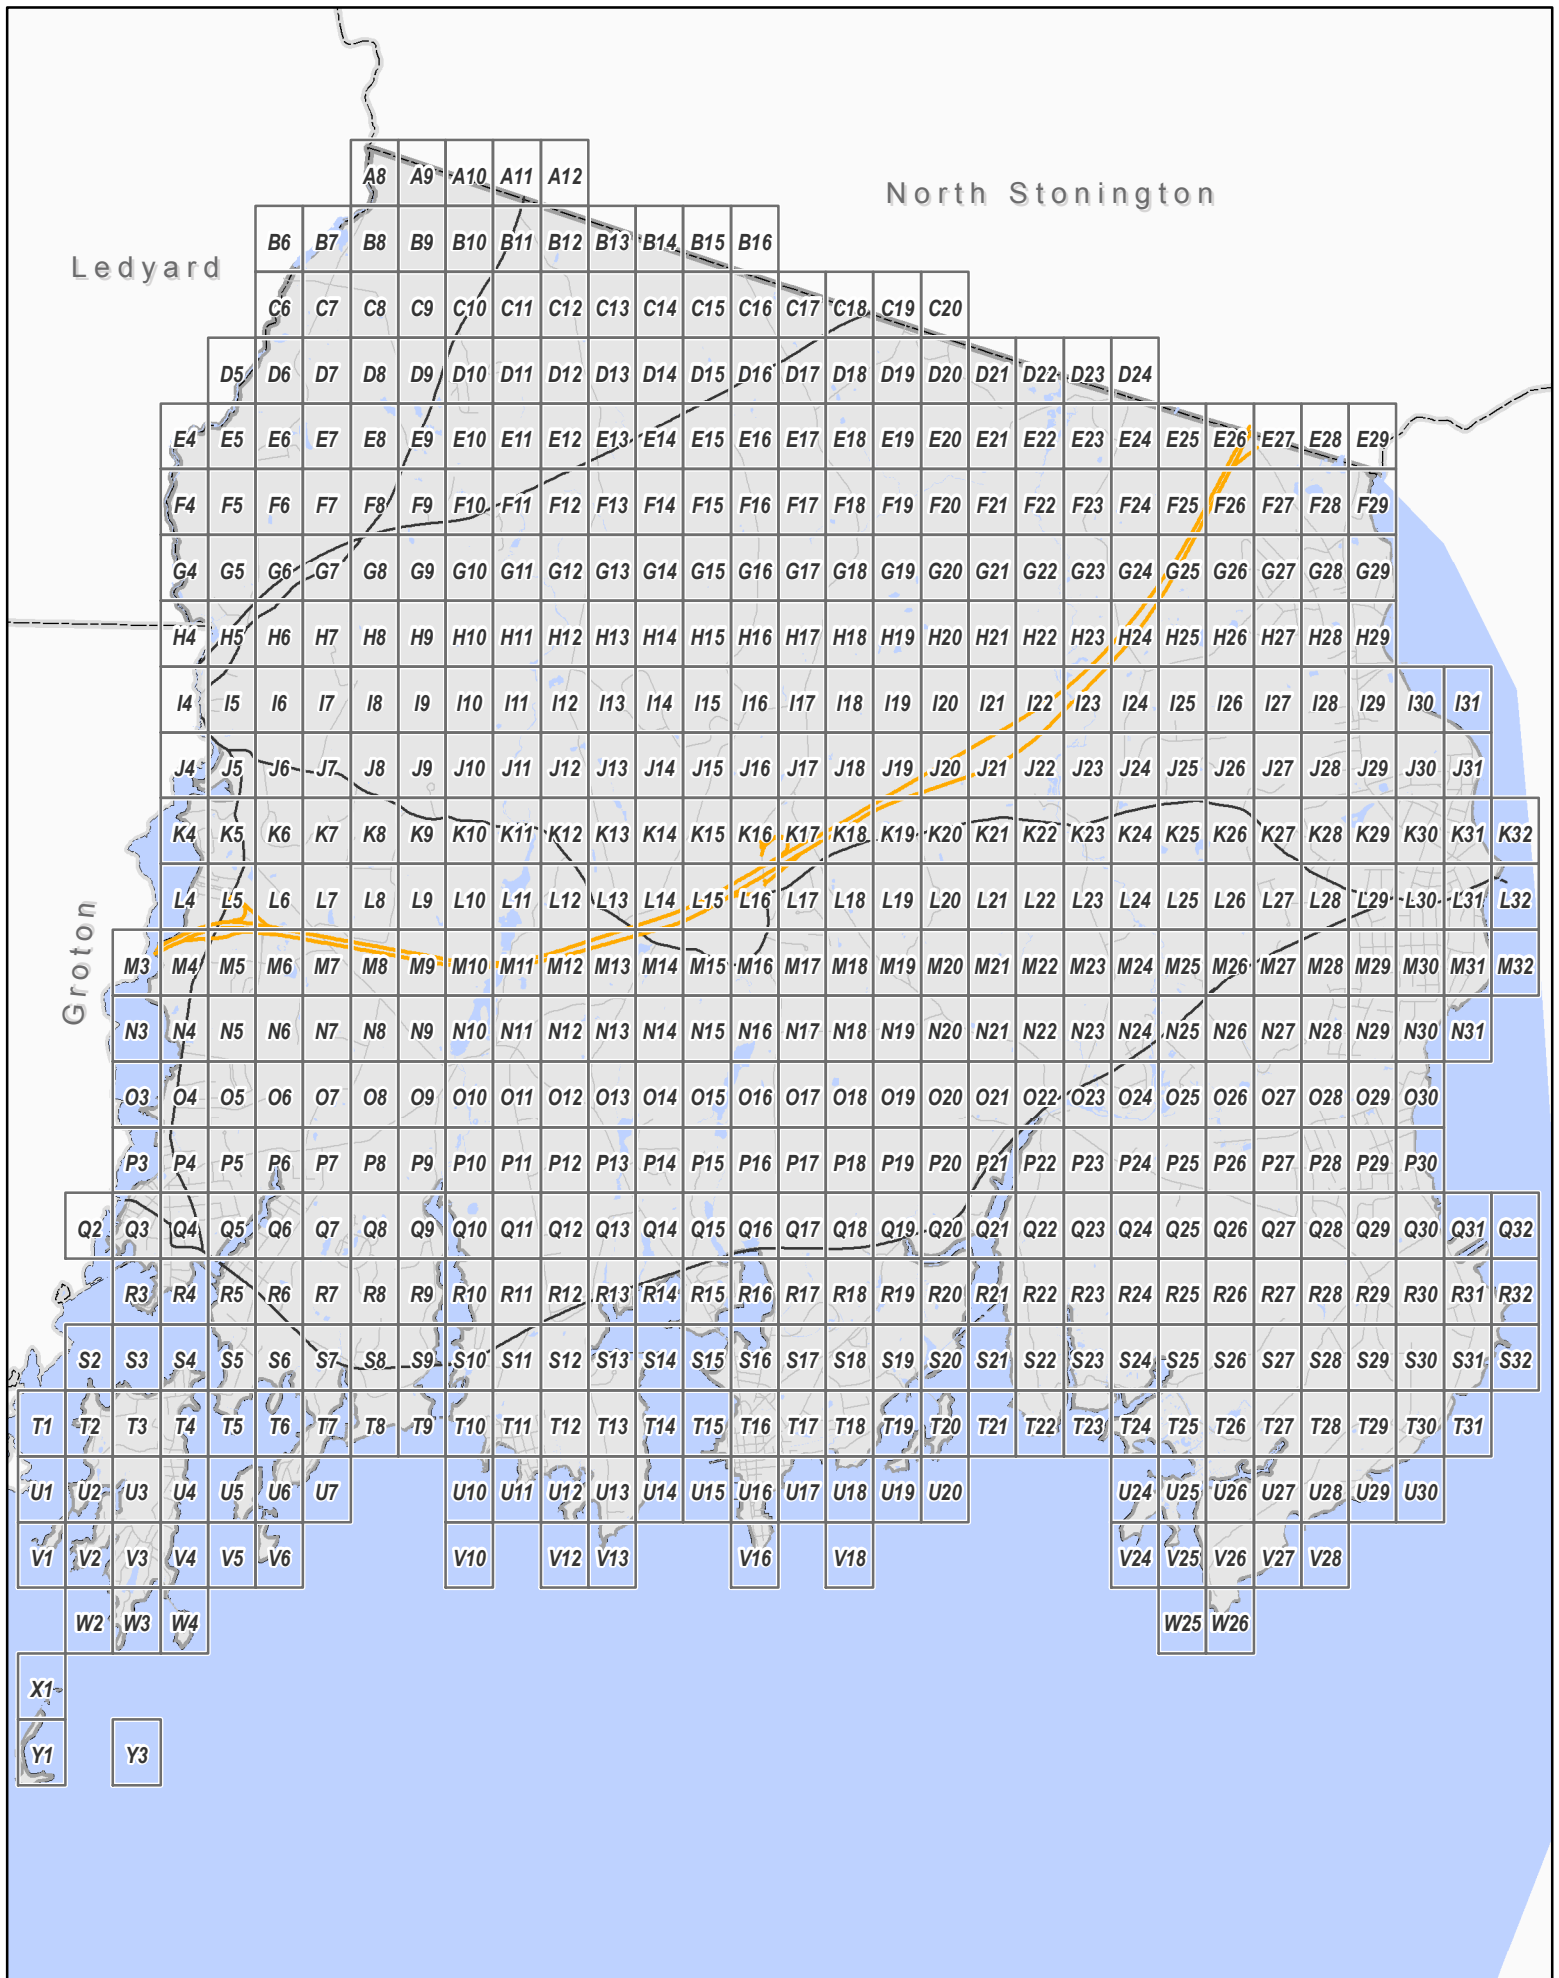 A8 A9 A10 A11 A12
North Stonington
B6 B7 B8 B9 B10 B11 B12 B13 B14 B15 B16
Ledyard
C6 C7 C8 C9 C10 C11 C12 C13 C14 C15 C16 C17 C18 C19 C20
D5 D6 D7 D8 D9 D10 D11 D12 D13 D14 D15 D16 D17 D18 D19 D20 D21 D22 D23 D24
E4 E5 E6 E7 E8 E9 E10 E11 E12 E13 E14 E15 E16 E17 E18 E19 E20 E21 E22 E23 E24 E25 E26 E27 E28 E29
F4 F5 F6 F7 F8 F9 F10 F11 F12 F13 F14 F15 F16 F17 F18 F19 F20 F21 F22 F23 F24 F25 F26 F27 F28 F29
G4 G5 G6 G7 G8 G9 G10 G11 G12 G13 G14 G15 G16 G17 G18 G19 G20 G21 G22 G23 G24 G25 G26 G27 G28 G29
H4 H5 H6 H7 H8 H9 H10 H11 H12 H13 H14 H15 H16 H17 H18 H19 H20 H21 H22 H23 H24 H25 H26 H27 H28 H29
I4 I5 I6 I7 I8 I9 I10 I11 I12 I13 I14 I15 I16 I17 I18 I19 I20 I21 I22 I23 I24 I25 I26 I27 I28 I29 I30 I31
J4 J5 J6 J7 J8 J9 J10 J11 J12 J13 J14 J15 J16 J17 J18 J19 J20 J21 J22 J23 J24 J25 J26 J27 J28 J29 J30 J31
K4 K5 K6 K7 K8 K9 K10 K11 K12 K13 K14 K15 K16 K17 K18 K19 K20 K21 K22 K23 K24 K25 K26 K27 K28 K29 K30 K31 K32
L4 L5 L6 L7 L8 L9 L10 L11 L12 L13 L14 L15 L16 L17 L18 L19 L20 L21 L22 L23 L24 L25 L26 L27 L28 L29 L30 L31 L32
Groton
M3 M4 M5 M6 M7 M8 M9 M10 M11 M12 M13 M14 M15 M16 M17 M18 M19 M20 M21 M22 M23 M24 M25 M26 M27 M28 M29 M30 M31 M32
N3 N4 N5 N6 N7 N8 N9 N10 N11 N12 N13 N14 N15 N16 N17 N18 N19 N20 N21 N22 N23 N24 N25 N26 N27 N28 N29 N30 N31
O3 O4 O5 O6 O7 O8 O9 O10 O11 O12 O13 O14 O15 O16 O17 O18 O19 O20 O21 O22 O23 O24 O25 O26 O27 O28 O29 O30
P3 P4 P5 P6 P7 P8 P9 P10 P11 P12 P13 P14 P15 P16 P17 P18 P19 P20 P21 P22 P23 P24 P25 P26 P27 P28 P29 P30
Q2 Q3 Q4 Q5 Q6 Q7 Q8 Q9 Q10 Q11 Q12 Q13 Q14 Q15 Q16 Q17 Q18 Q19 Q20 Q21 Q22 Q23 Q24 Q25 Q26 Q27 Q28 Q29 Q30 Q31 Q32
R3 R4 R5 R6 R7 R8 R9 R10 R11 R12 R13 R14 R15 R16 R17 R18 R19 R20 R21 R22 R23 R24 R25 R26 R27 R28 R29 R30 R31 R32
S2 S3 S4 S5 S6 S7 S8 S9 S10 S11 S12 S13 S14 S15 S16 S17 S18 S19 S20 S21 S22 S23 S24 S25 S26 S27 S28 S29 S30 S31 S32
T1 T2 T3 T4 T5 T6 T7 T8 T9 T10 T11 T12 T13 T14 T15 T16 T17 T18 T19 T20 T21 T22 T23 T24 T25 T26 T27 T28 T29 T30 T31
U1 U2 U3 U4 U5 U6 U7 U10 U11 U12 U13 U14 U15 U16 U17 U18 U19 U20 U24 U25 U26 U27 U28 U29 U30
V1 V2 V3 V4 V5 V6 V10 V12 V13 V16 V18 V24 V25 V26 V27 V28
W2 W3 W4 W25 W26
X1
Y1 Y3